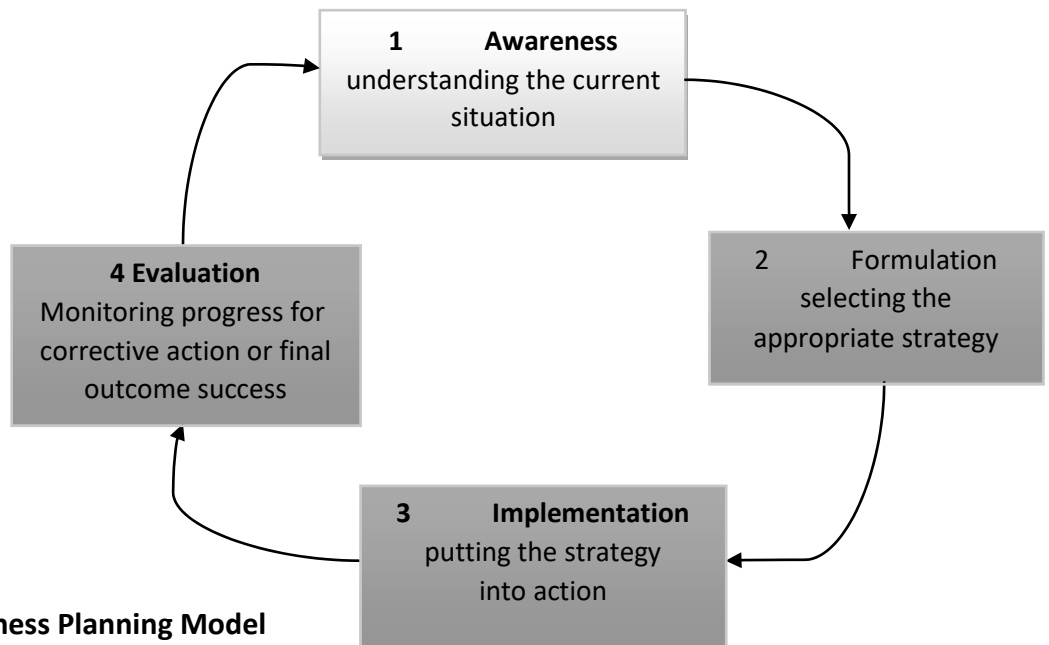 1 Awareness
understanding the current
situation
2 Formulation
selecting the
appropriate strategy
3 Implementation
putting the strategy
into action
4 Evaluation
Monitoring progress for
corrective action or final
outcome success
ness Planning Model